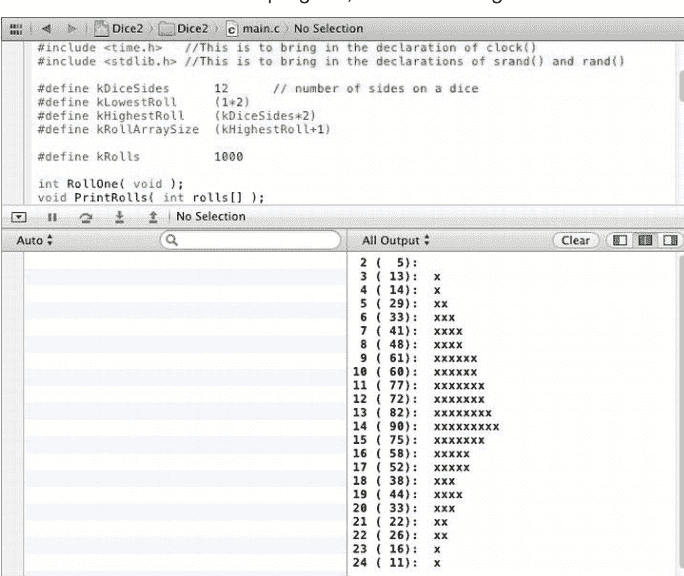 Dice2 Dice2 main.c No Selection
#include <time.h> //This is to bring in the declaration of clock()
#include <stdlib.h> //This is to bring in the declarations of srand() and rand()
#define kDiceSides 12 // number of sides on a dice
#define kLowestRoll (1*2)
#define kHighestRoll (kDiceSides*2)
#define kRollArraySize (kHighestRoll+1)
#define kRolls 1000
int RollOne( void );
void PrintRolls( int rolls[] );
No Selection
Auto
All Output Clear
2 ( 5):
3 ( 13): x
4 ( 14): x
5 ( 29): xx
6 ( 33): xxx
7 ( 41): xxxx
8 ( 48): xxxx
9 ( 61): xxxxxx
10 ( 60): xxxxxx
11 ( 77): xxxxxxx
12 ( 72): xxxxxxx
13 ( 82): xxxxxxxx
14 ( 90): xxxxxxxxx
15 ( 75): xxxxxxx
16 ( 58): xxxxx
17 ( 52): xxxxx
18 ( 38): xxx
19 ( 44): xxxx
20 ( 33): xxx
21 ( 22): xx
22 ( 26): xx
23 ( 16): x
24 ( 11): x